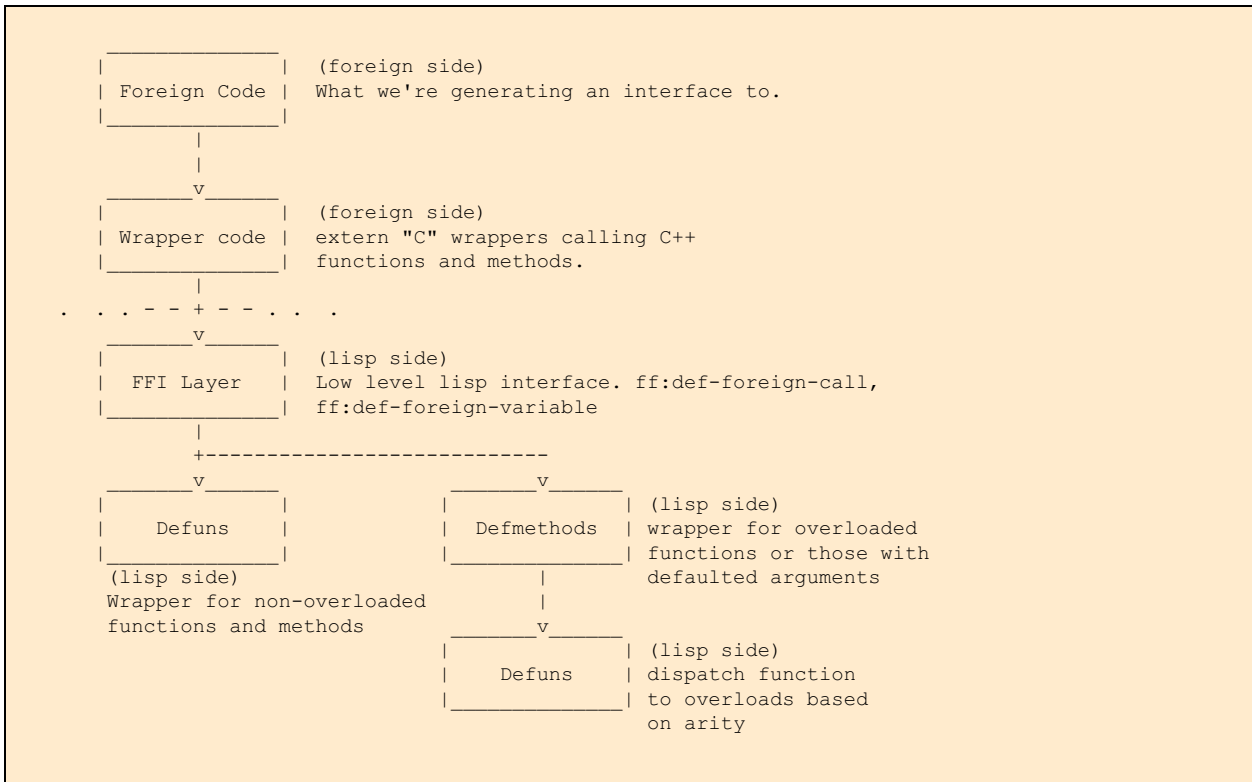 (foreign side)
Foreign Code
What we're generating an interface to.
(foreign side)
Wrapper code
extern "C" wrappers calling C++
functions and methods.
(lisp side)
FFI Layer
Low level lisp interface. ff:def-foreign-call,
ff:def-foreign-variable
Defuns
(lisp side)
Wrapper for non-overloaded
functions and methods
(lisp side)
Defmethods
wrapper for overloaded
functions or those with
defaulted arguments
(lisp side)
Defuns
dispatch function
to overloads based
on arity